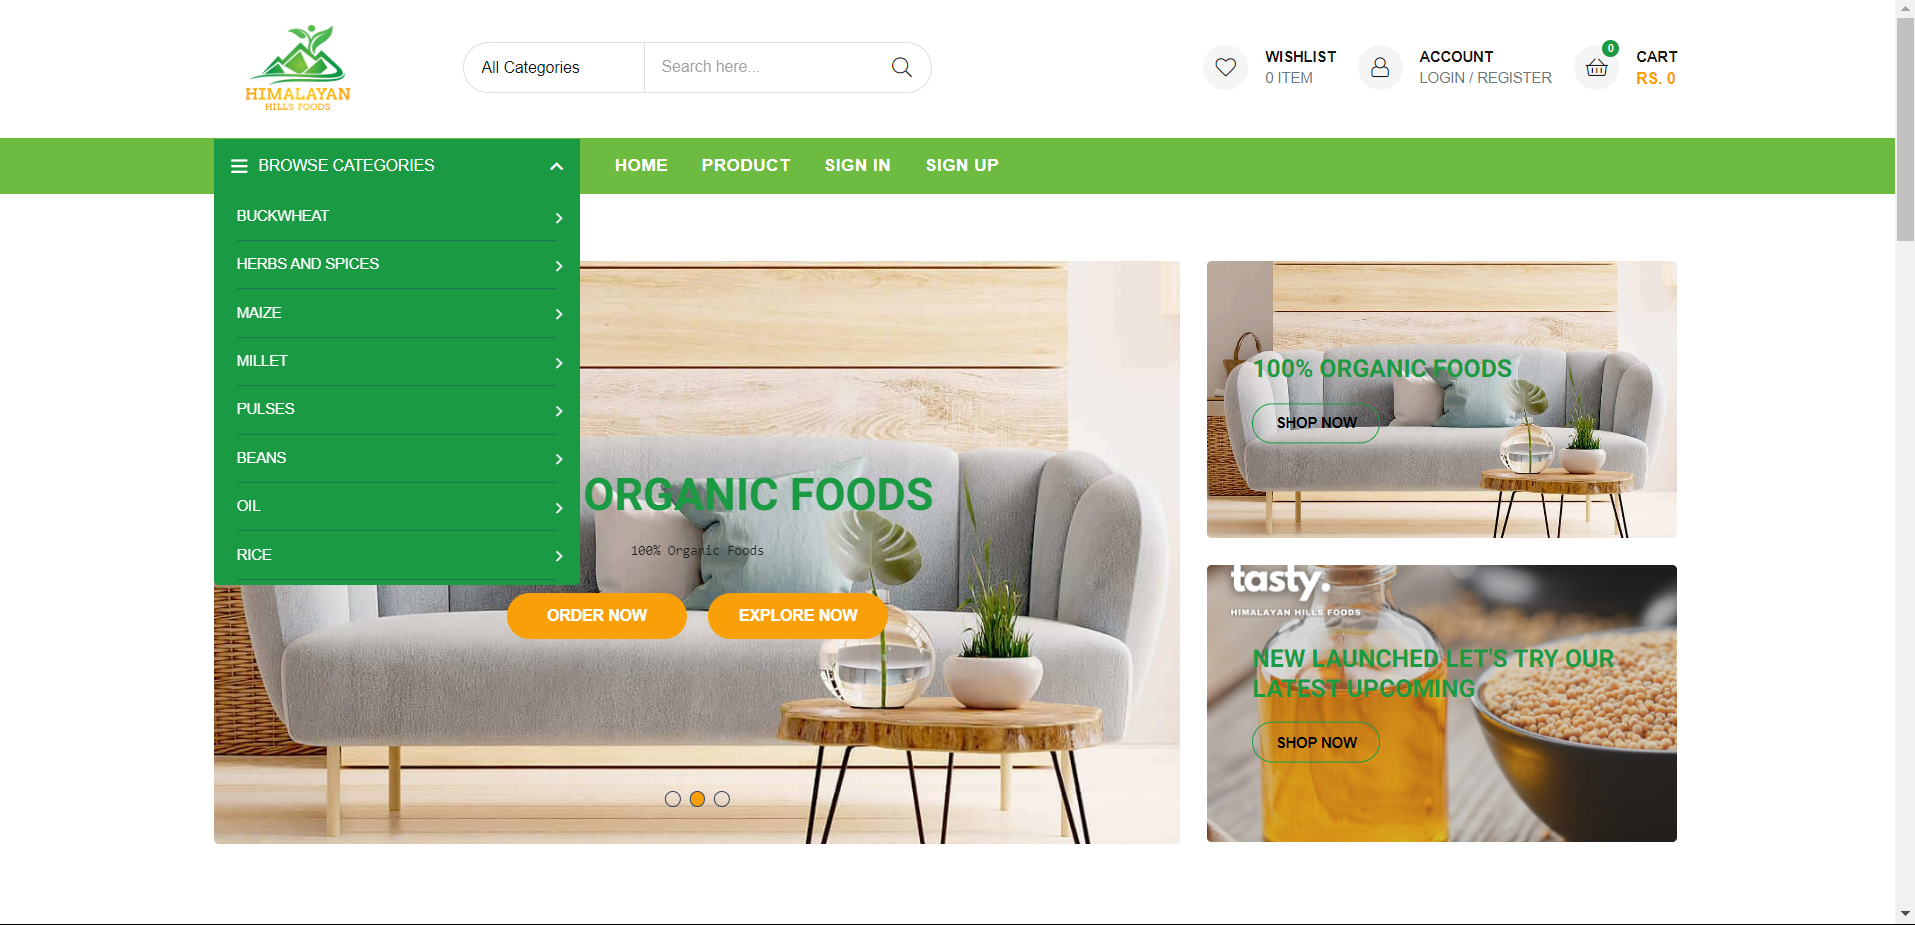 HIMALAYAN
HILLS FOODS
All Categories
Search here...
WISHLIST
0 ITEM
ACCOUNT
LOGIN / REGISTER
0
CART
RS. 0
BROWSE CATEGORIES
HOME
PRODUCT
SIGN IN
SIGN UP
BUCKWHEAT
HERBS AND SPICES
MAIZE
MILLET
PULSES
BEANS
OIL
RICE
ORGANIC FOODS
100% Organic Foods
ORDER NOW
EXPLORE NOW
100% ORGANIC FOODS
SHOP NOW
tasty.
HIMALAYAN HILLS FOODS
NEW LAUNCHED LET'S TRY OUR
LATEST UPCOMING
SHOP NOW